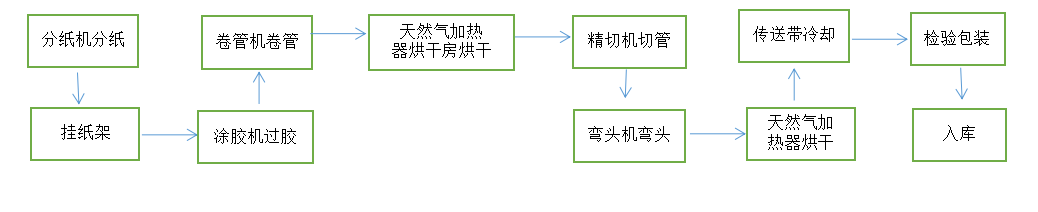 分纸机分纸
挂纸架
涂胶机过胶
卷管机卷管
天然气加热
器烘干房烘干
精切机切管
弯头机弯头
天然气加
热器烘干
传送带冷却
检验包装
入库